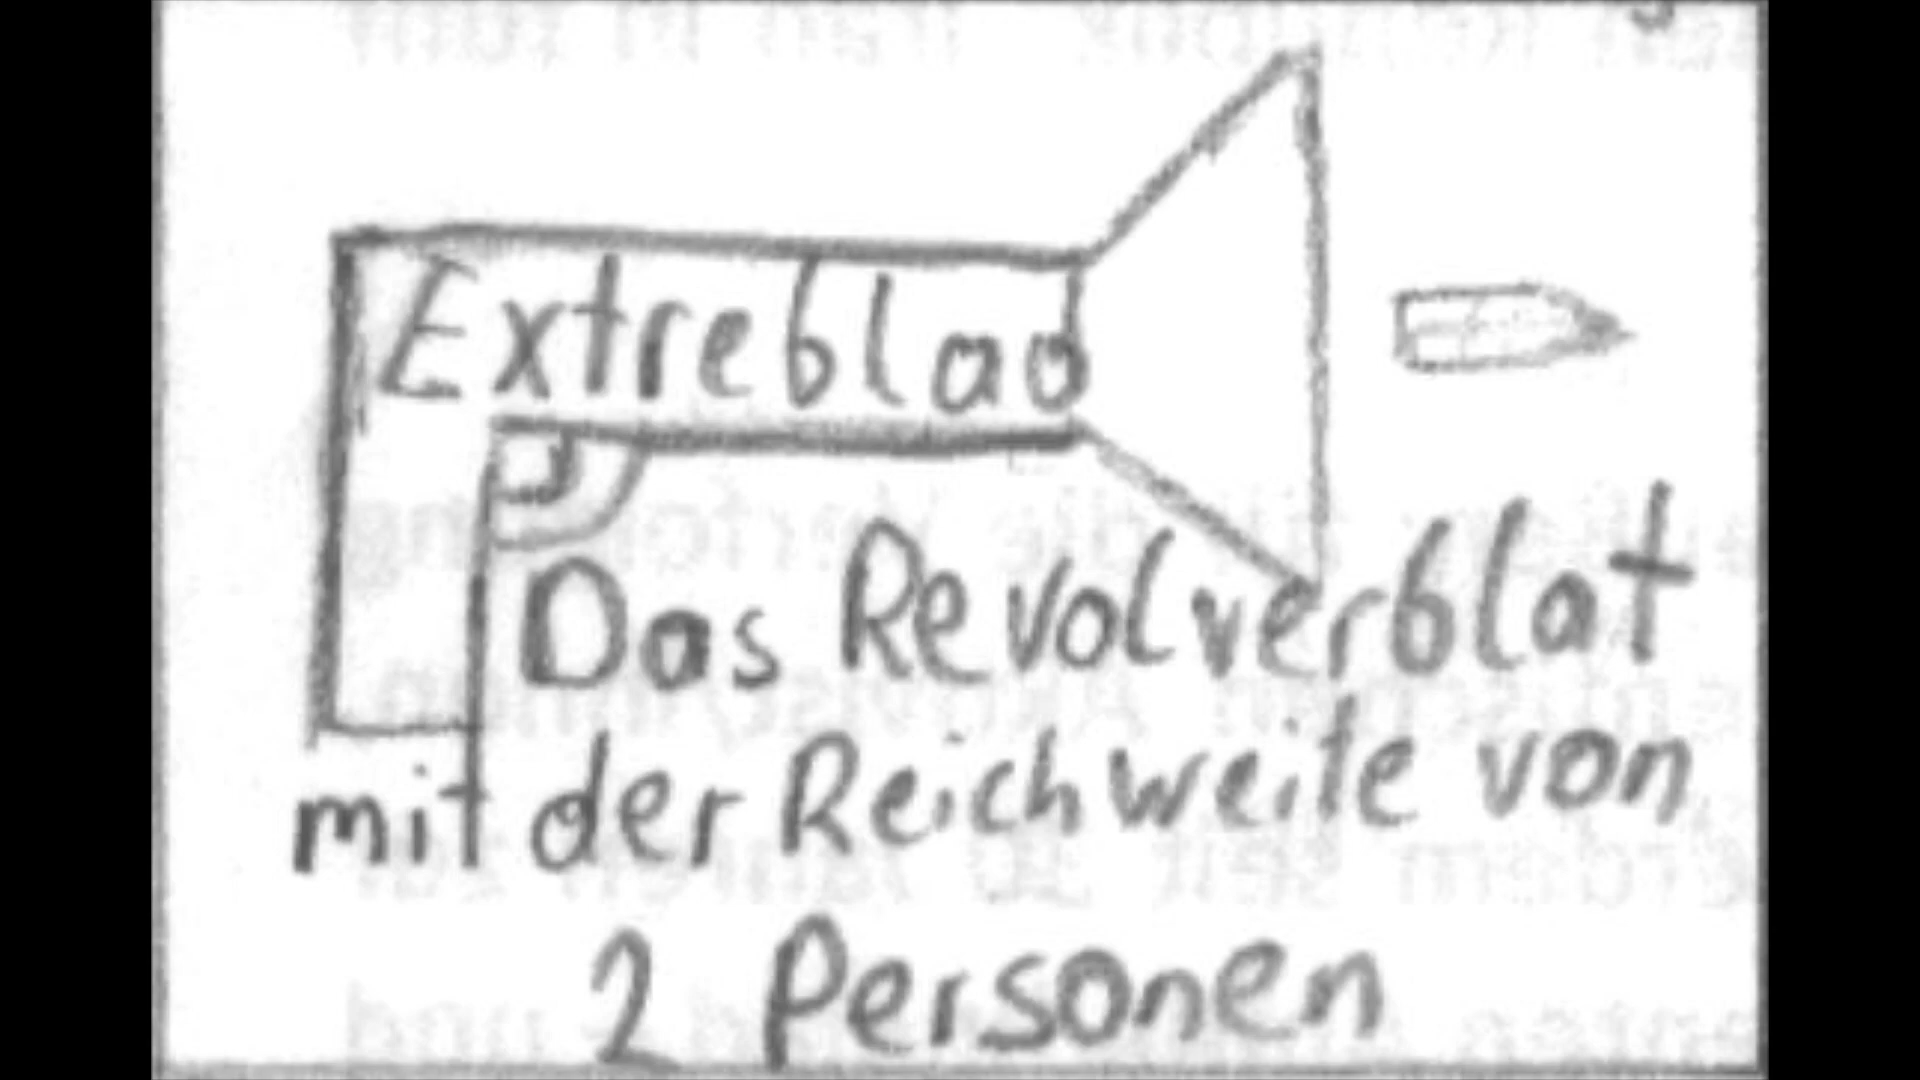 Extreblad
Das Revolverblat
mit der Reichweite von
2 Personen